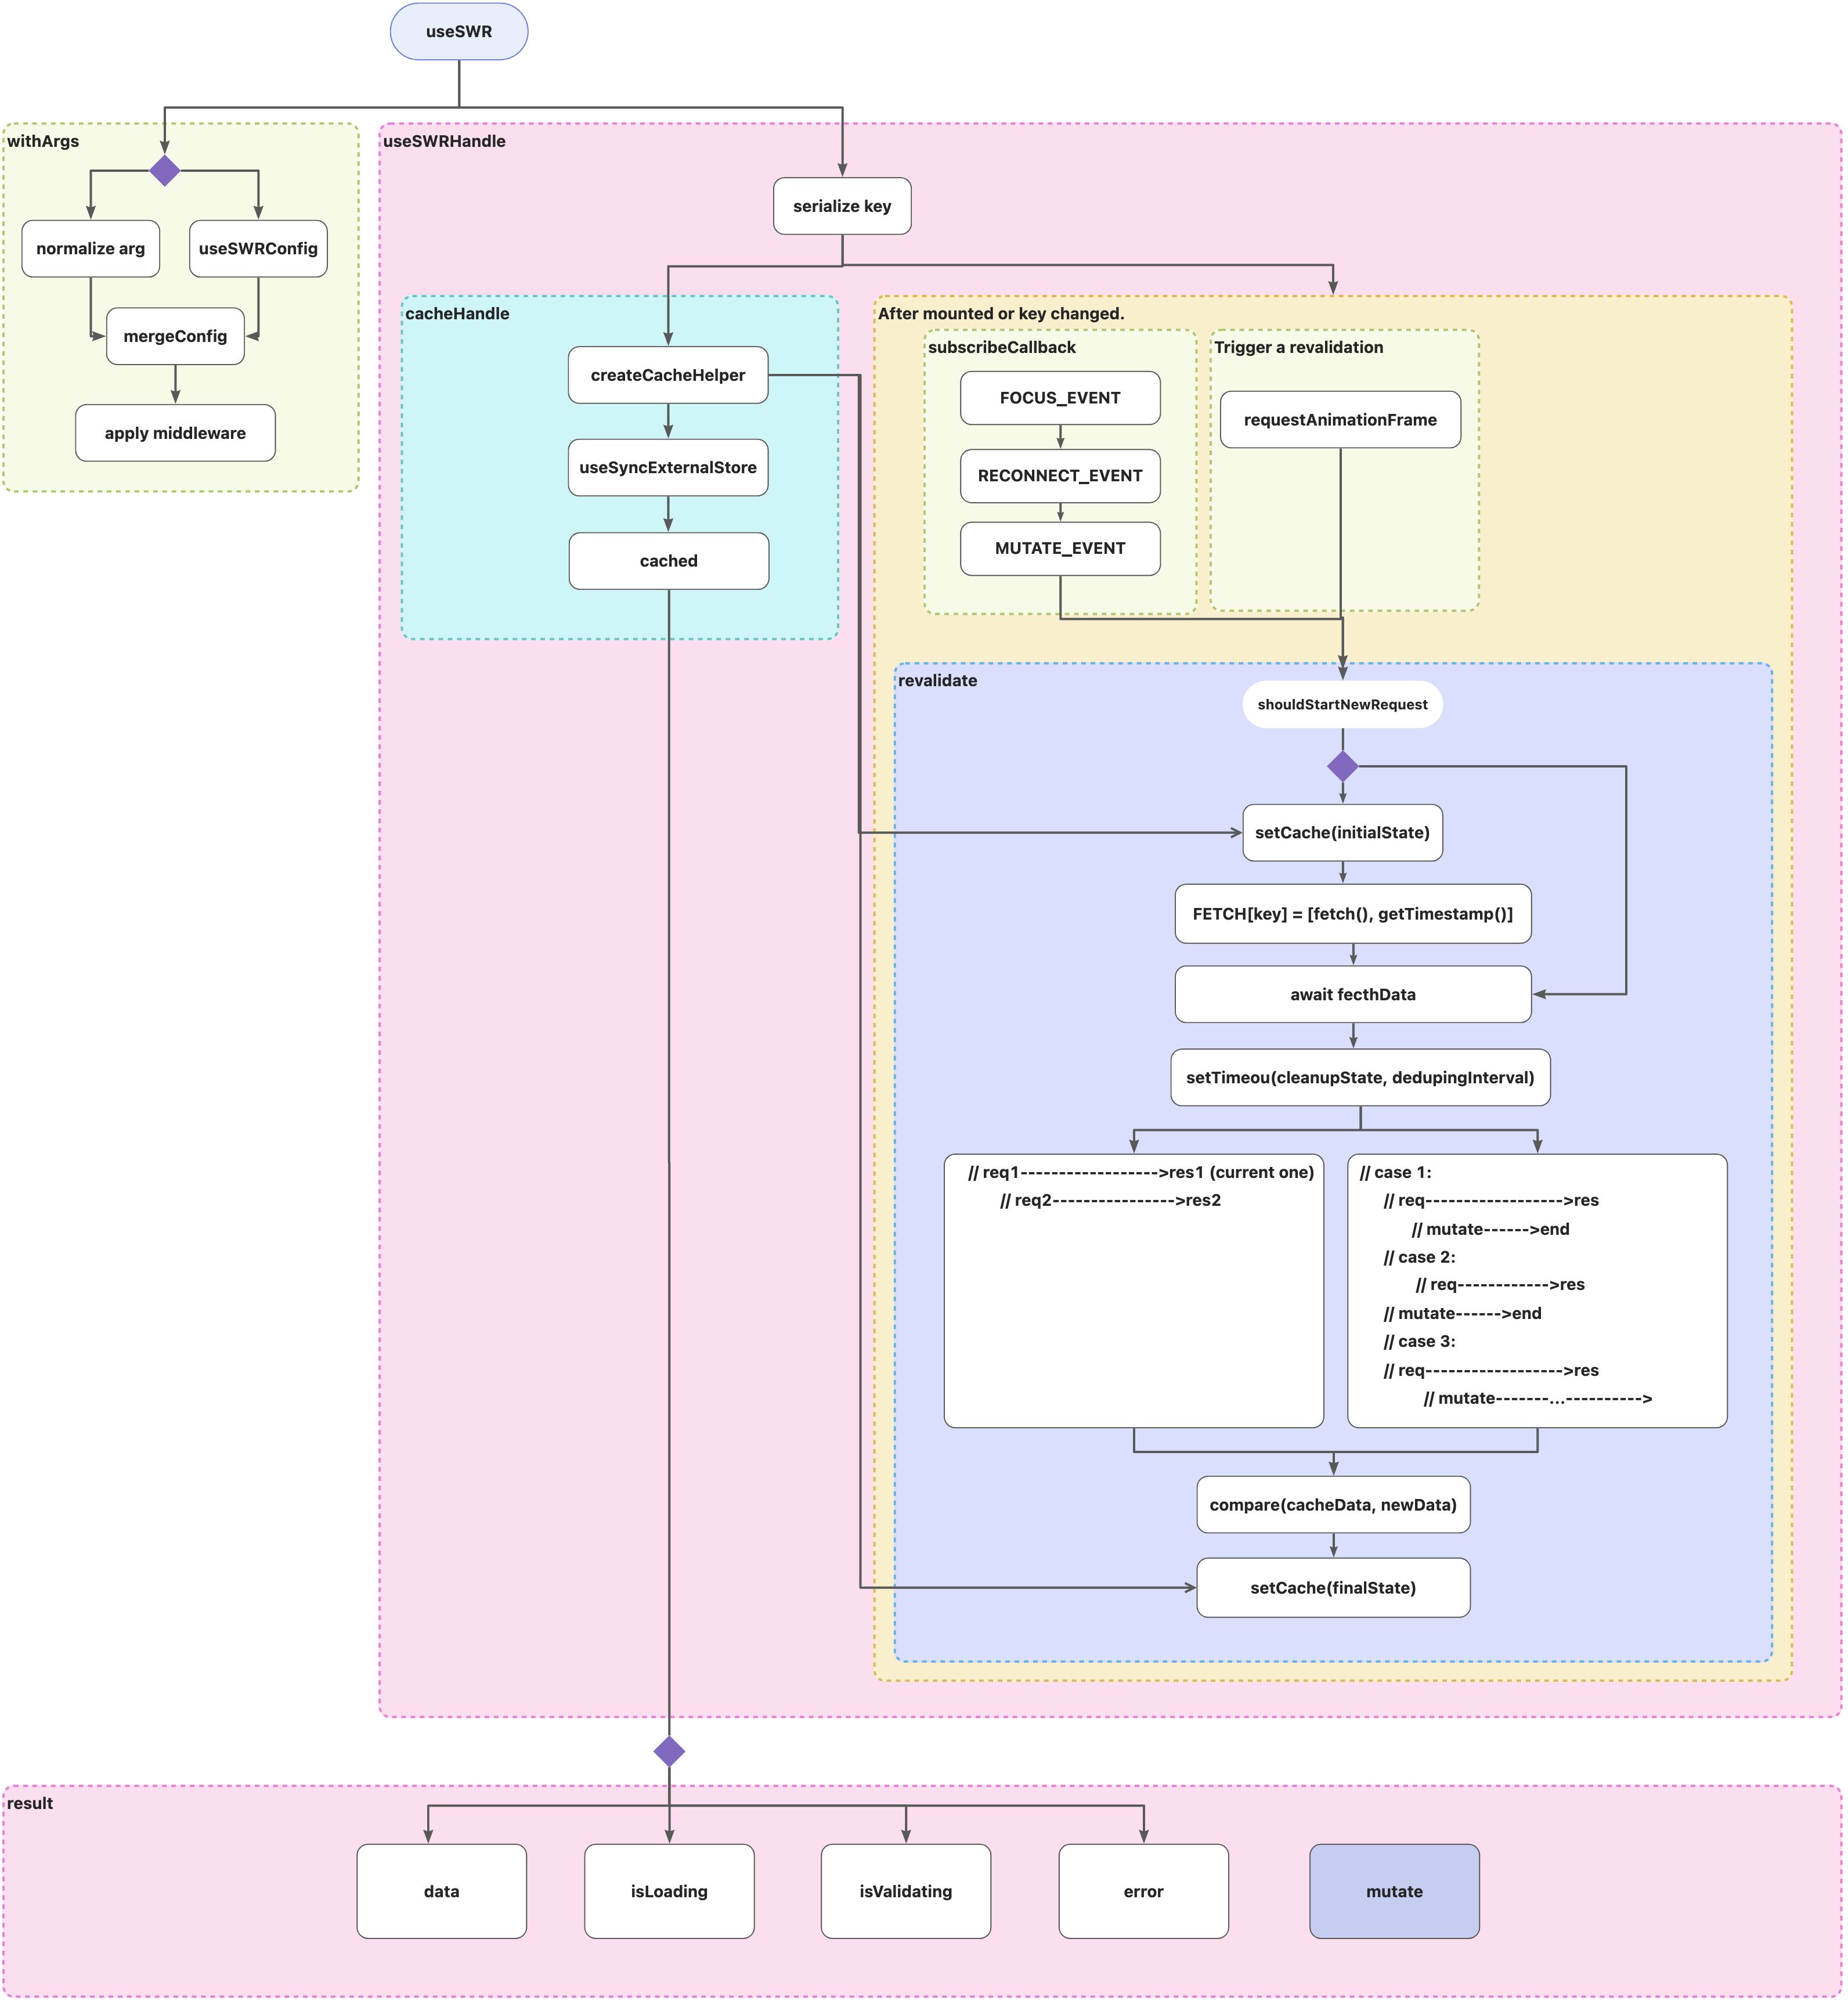 useSWR
withArgs
normalize arg
useSWRConfig
mergeConfig
apply middleware
useSWRHandle
serialize key
cacheHandle
createCacheHelper
useSyncExternalStore
cached
After mounted or key changed.
subscribeCallback
FOCUS_EVENT
RECONNECT_EVENT
MUTATE_EVENT
Trigger a revalidation
requestAnimationFrame
revalidate
shouldStartNewRequest
setCache(initialState)
FETCH[key] = [fetch(), getTimestamp()]
await fecthData
setTimeou(cleanupState, dedupingInterval)
// req1------------------>res1 (current one)
// req2---------------->res2
// case 1:
// req------------------>res
// mutate------>end
// case 2:
// req------------>res
// mutate------>end
// case 3:
// req------------------>res
// mutate-------...---------->
compare(cacheData, newData)
setCache(finalState)
result
data
isLoading
isValidating
error
mutate